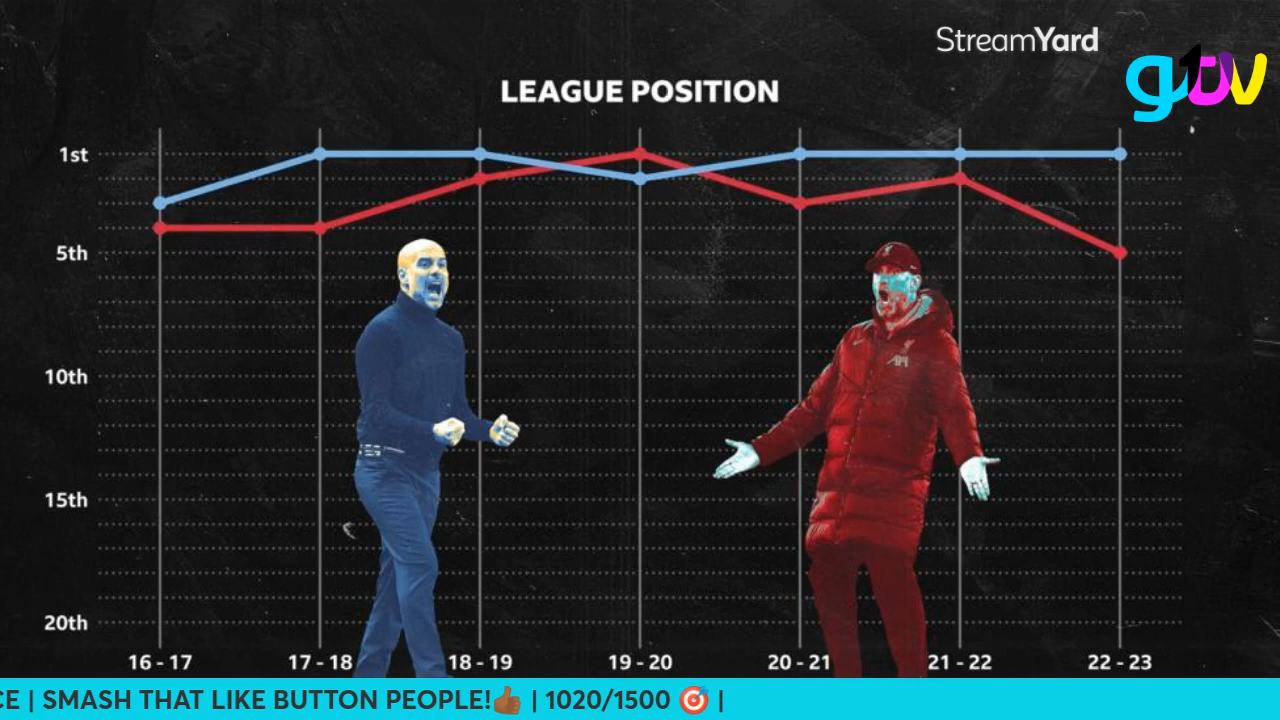 StreamYard
g1tv
LEAGUE POSITION
1st
5th
10th
15th
20th
16 - 17 17 - 18 18 - 19 19 - 20 20 - 21 21 - 22 22 - 23
CE | SMASH THAT LIKE BUTTON PEOPLE!👍🏾 | 1020/1500 🎯 |